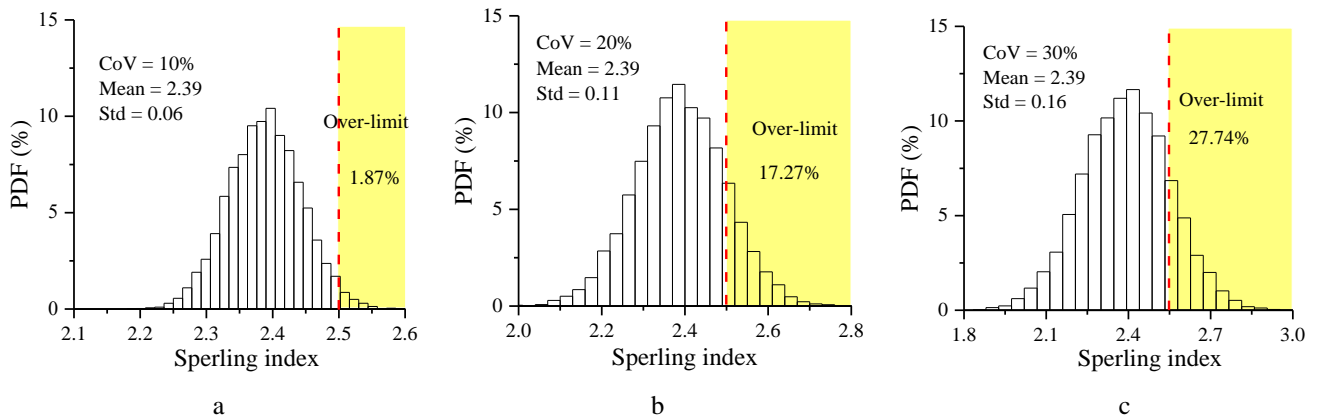 15
10
5
0
PDF (%)
CoV = 10%
Mean = 2.39
Std = 0.06
Over-limit
1.87%
2.1
2.2
2.3
2.4
2.5
2.6
Sperling index
a
15
10
5
0
PDF (%)
CoV = 20%
Mean = 2.39
Std = 0.11
Over-limit
17.27%
2.0
2.2
2.4
2.6
2.8
Sperling index
b
15
10
5
0
PDF (%)
CoV = 30%
Mean = 2.39
Std = 0.16
Over-limit
27.74%
1.8
2.1
2.4
2.7
3.0
Sperling index
c